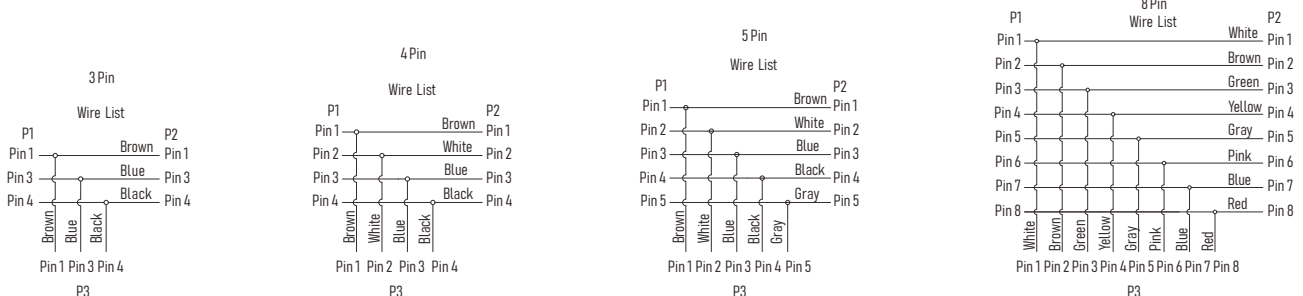 3 Pin
Wire List
P1 P2
Pin 1 Brown Pin 1
Pin 3 Blue Pin 3
Pin 4 Black Pin 4
Brown Blue Black
Pin 1 Pin 3 Pin 4
P3
4 Pin
Wire List
P1 P2
Pin 1 Brown Pin 1
Pin 2 White Pin 2
Pin 3 Blue Pin 3
Pin 4 Black Pin 4
Brown White Blue Black
Pin 1 Pin 2 Pin 3 Pin 4
P3
5 Pin
Wire List
P1 P2
Pin 1 Brown Pin 1
Pin 2 White Pin 2
Pin 3 Blue Pin 3
Pin 4 Black Pin 4
Pin 5 Gray Pin 5
Brown White Blue Black Gray
Pin 1 Pin 2 Pin 3 Pin 4 Pin 5
P3
8 Pin
Wire List
P1 P2
Pin 1 White Pin 1
Pin 2 Brown Pin 2
Pin 3 Green Pin 3
Pin 4 Yellow Pin 4
Pin 5 Gray Pin 5
Pin 6 Pink Pin 6
Pin 7 Blue Pin 7
Pin 8 Red Pin 8
White Brown Green Yellow Gray Pink Blue Red
Pin 1 Pin 2 Pin 3 Pin 4 Pin 5 Pin 6 Pin 7 Pin 8
P3